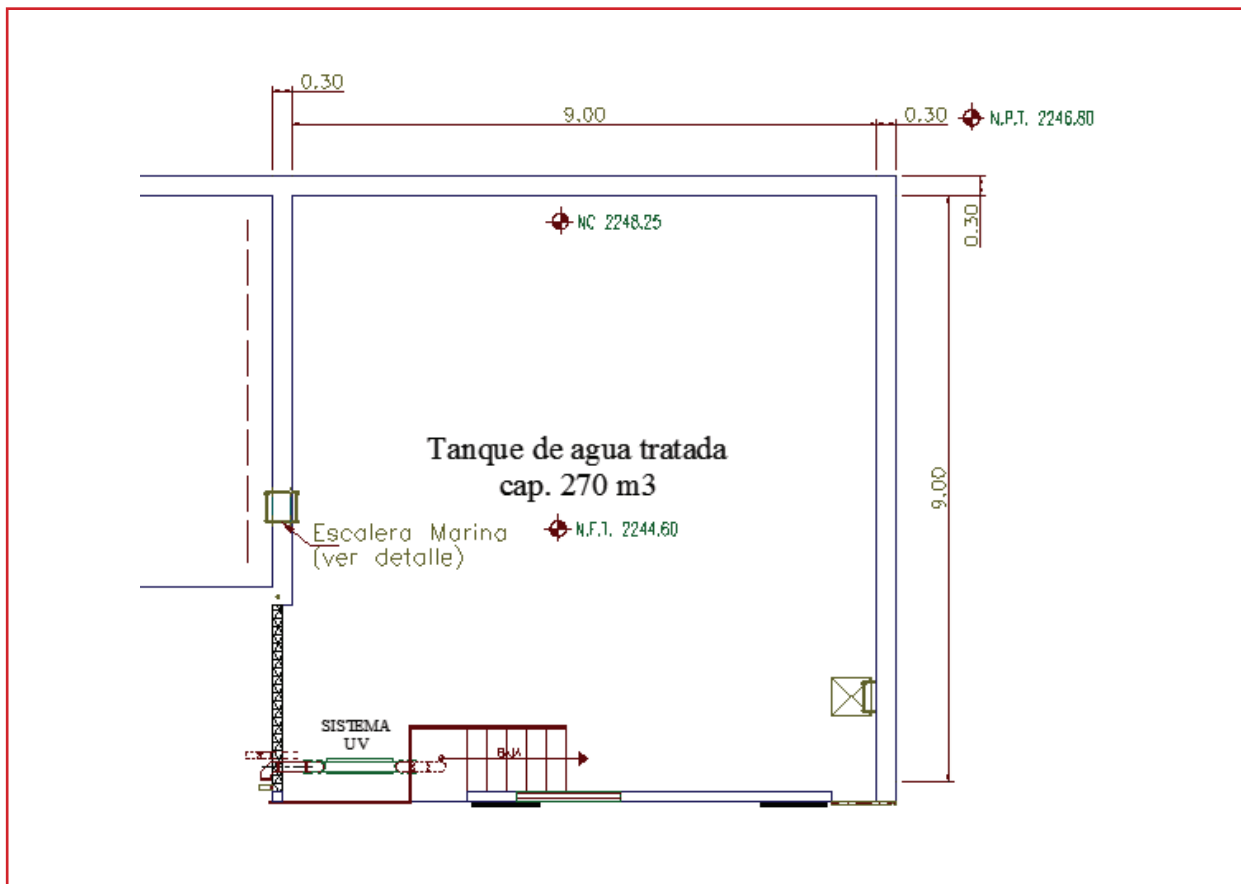 0.30
9.00
0.30
N.P.T. 2246.80
0.30
NC 2248.25
Tanque de agua tratada
cap. 270 m3
N.F.T. 2244.60
Escalera Marina
(ver detalle)
9.00
SISTEMA
UV
BAJA